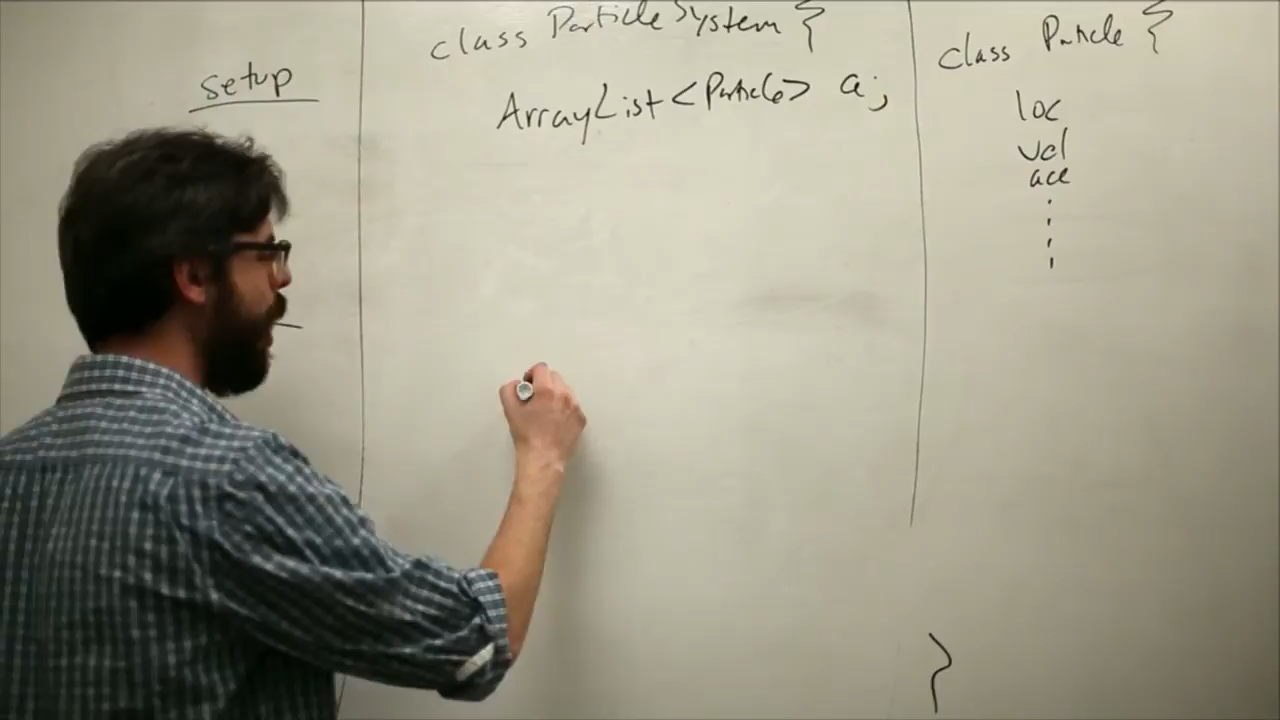 setup
class ParticleSystem {
ArrayList<Particle> a;
class Particle {
loc
vel
acc
}